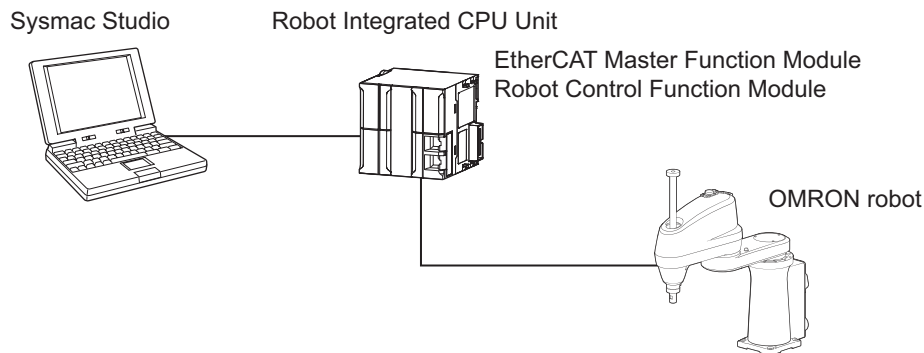 Sysmac Studio
Robot Integrated CPU Unit
EtherCAT Master Function Module
Robot Control Function Module
OMRON robot